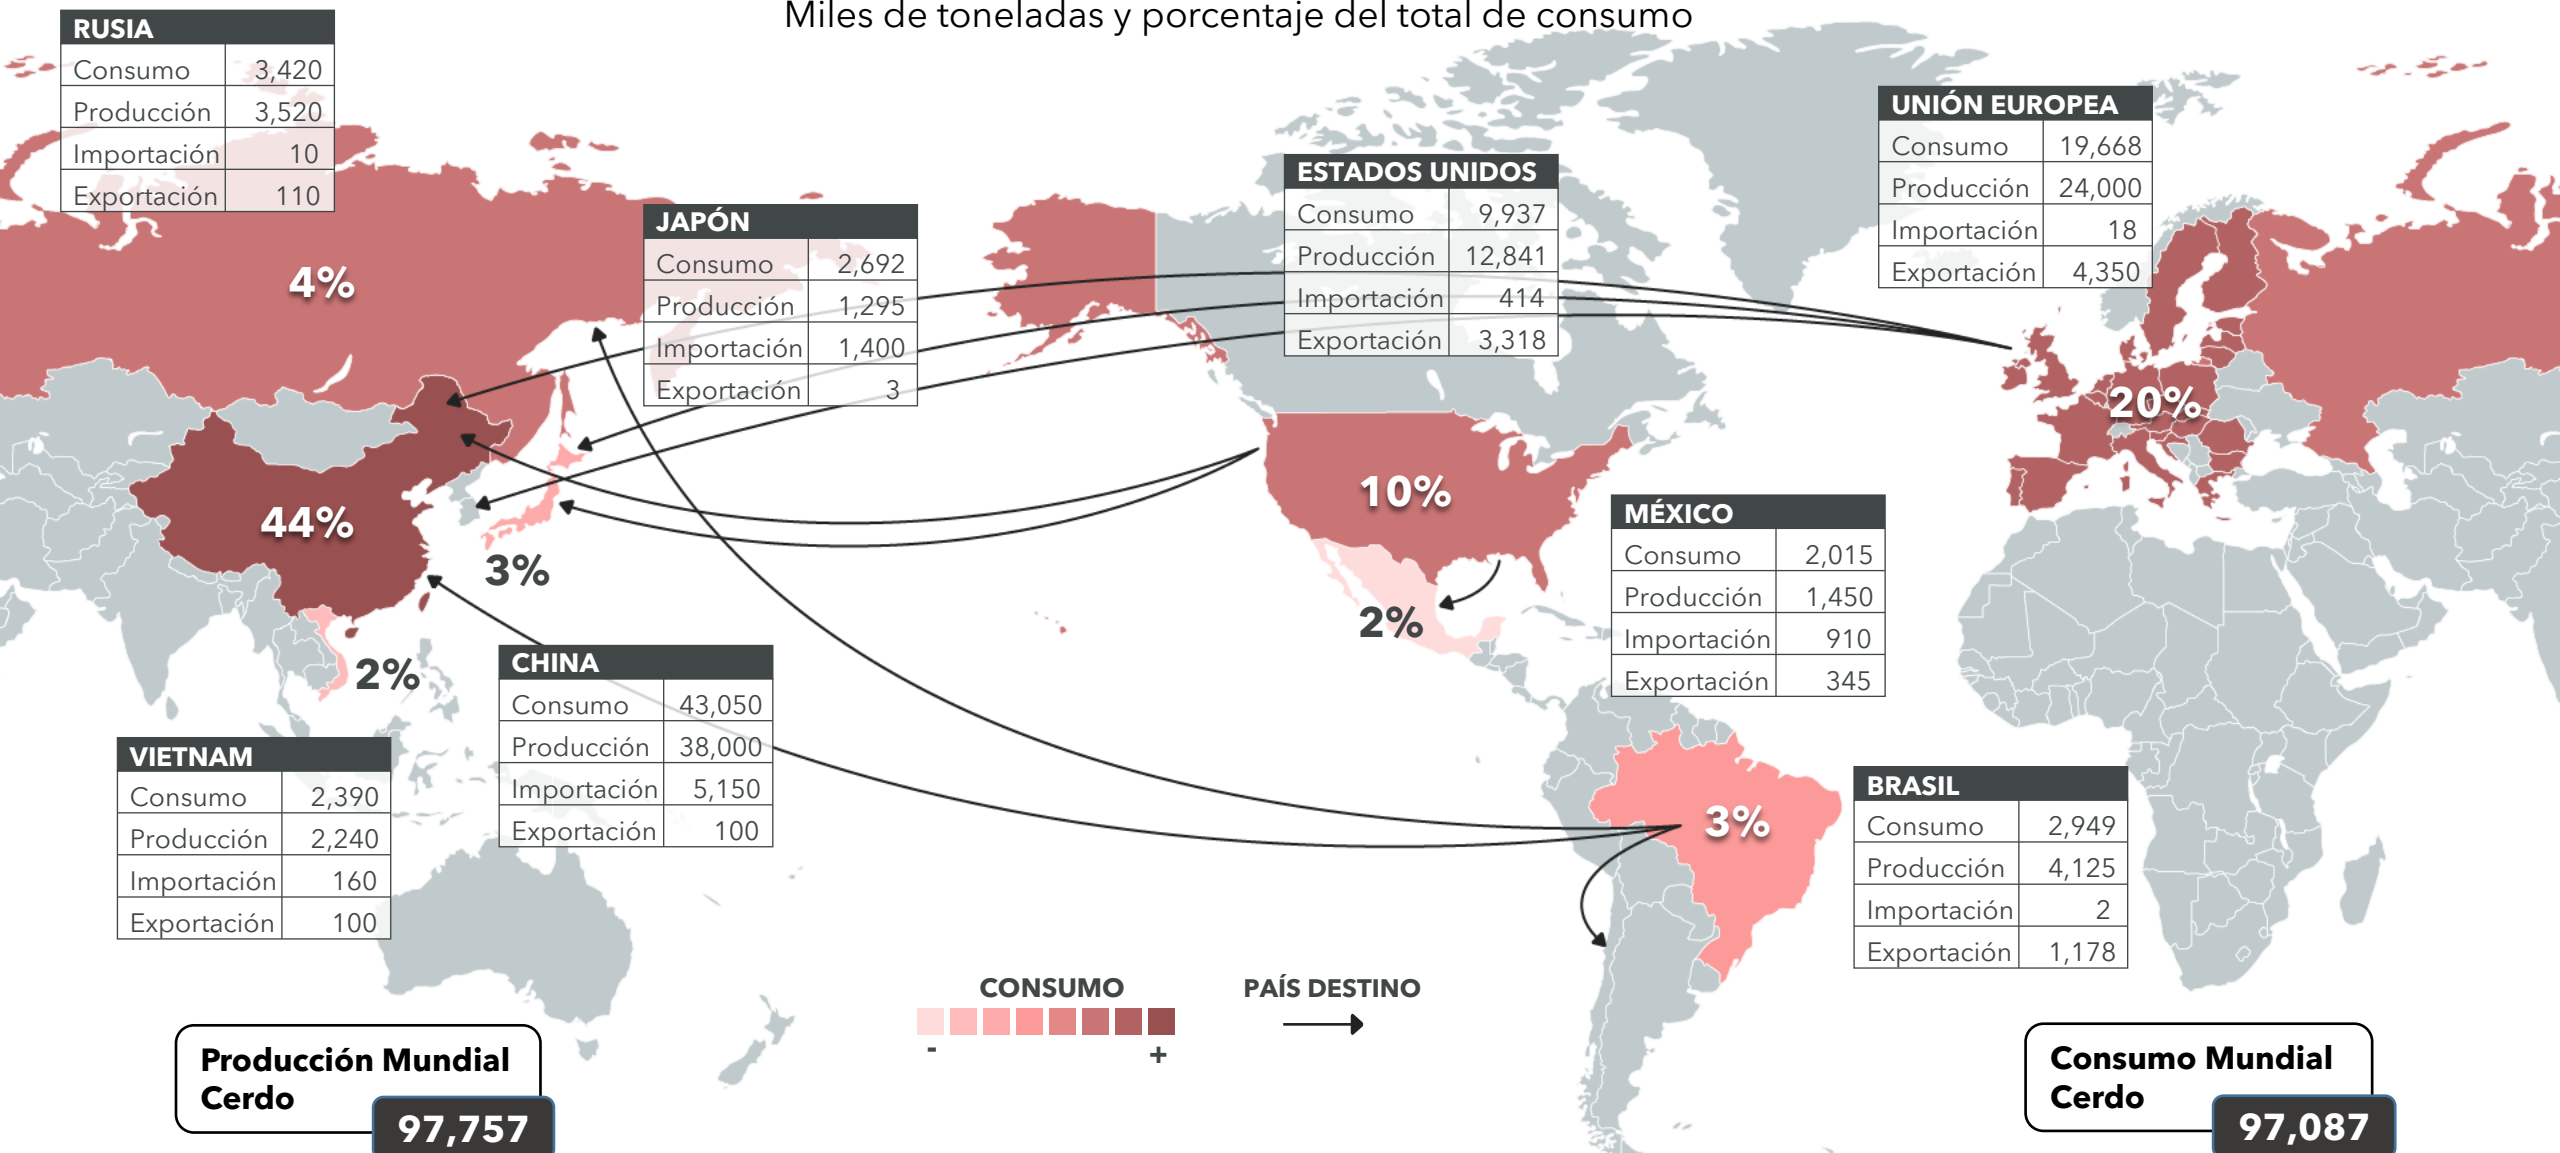 Miles de toneladas y porcentaje del total de consumo
RUSIA
Consumo 3,420
Producción 3,520
Importación 10
Exportación 110
JAPÓN
Consumo 2,692
Producción 1,295
Importación 1,400
Exportación 3
ESTADOS UNIDOS
Consumo 9,937
Producción 12,841
Importación 414
Exportación 3,318
UNIÓN EUROPEA
Consumo 19,668
Producción 24,000
Importación 18
Exportación 4,350
4%
20%
44%
10%
3%
2%
2%
MÉXICO
Consumo 2,015
Producción 1,450
Importación 910
Exportación 345
CHINA
Consumo 43,050
Producción 38,000
Importación 5,150
Exportación 100
VIETNAM
Consumo 2,390
Producción 2,240
Importación 160
Exportación 100
3%
BRASIL
Consumo 2,949
Producción 4,125
Importación 2
Exportación 1,178
CONSUMO
- +
PAÍS DESTINO
Producción Mundial
Cerdo
97,757
Consumo Mundial
Cerdo
97,087